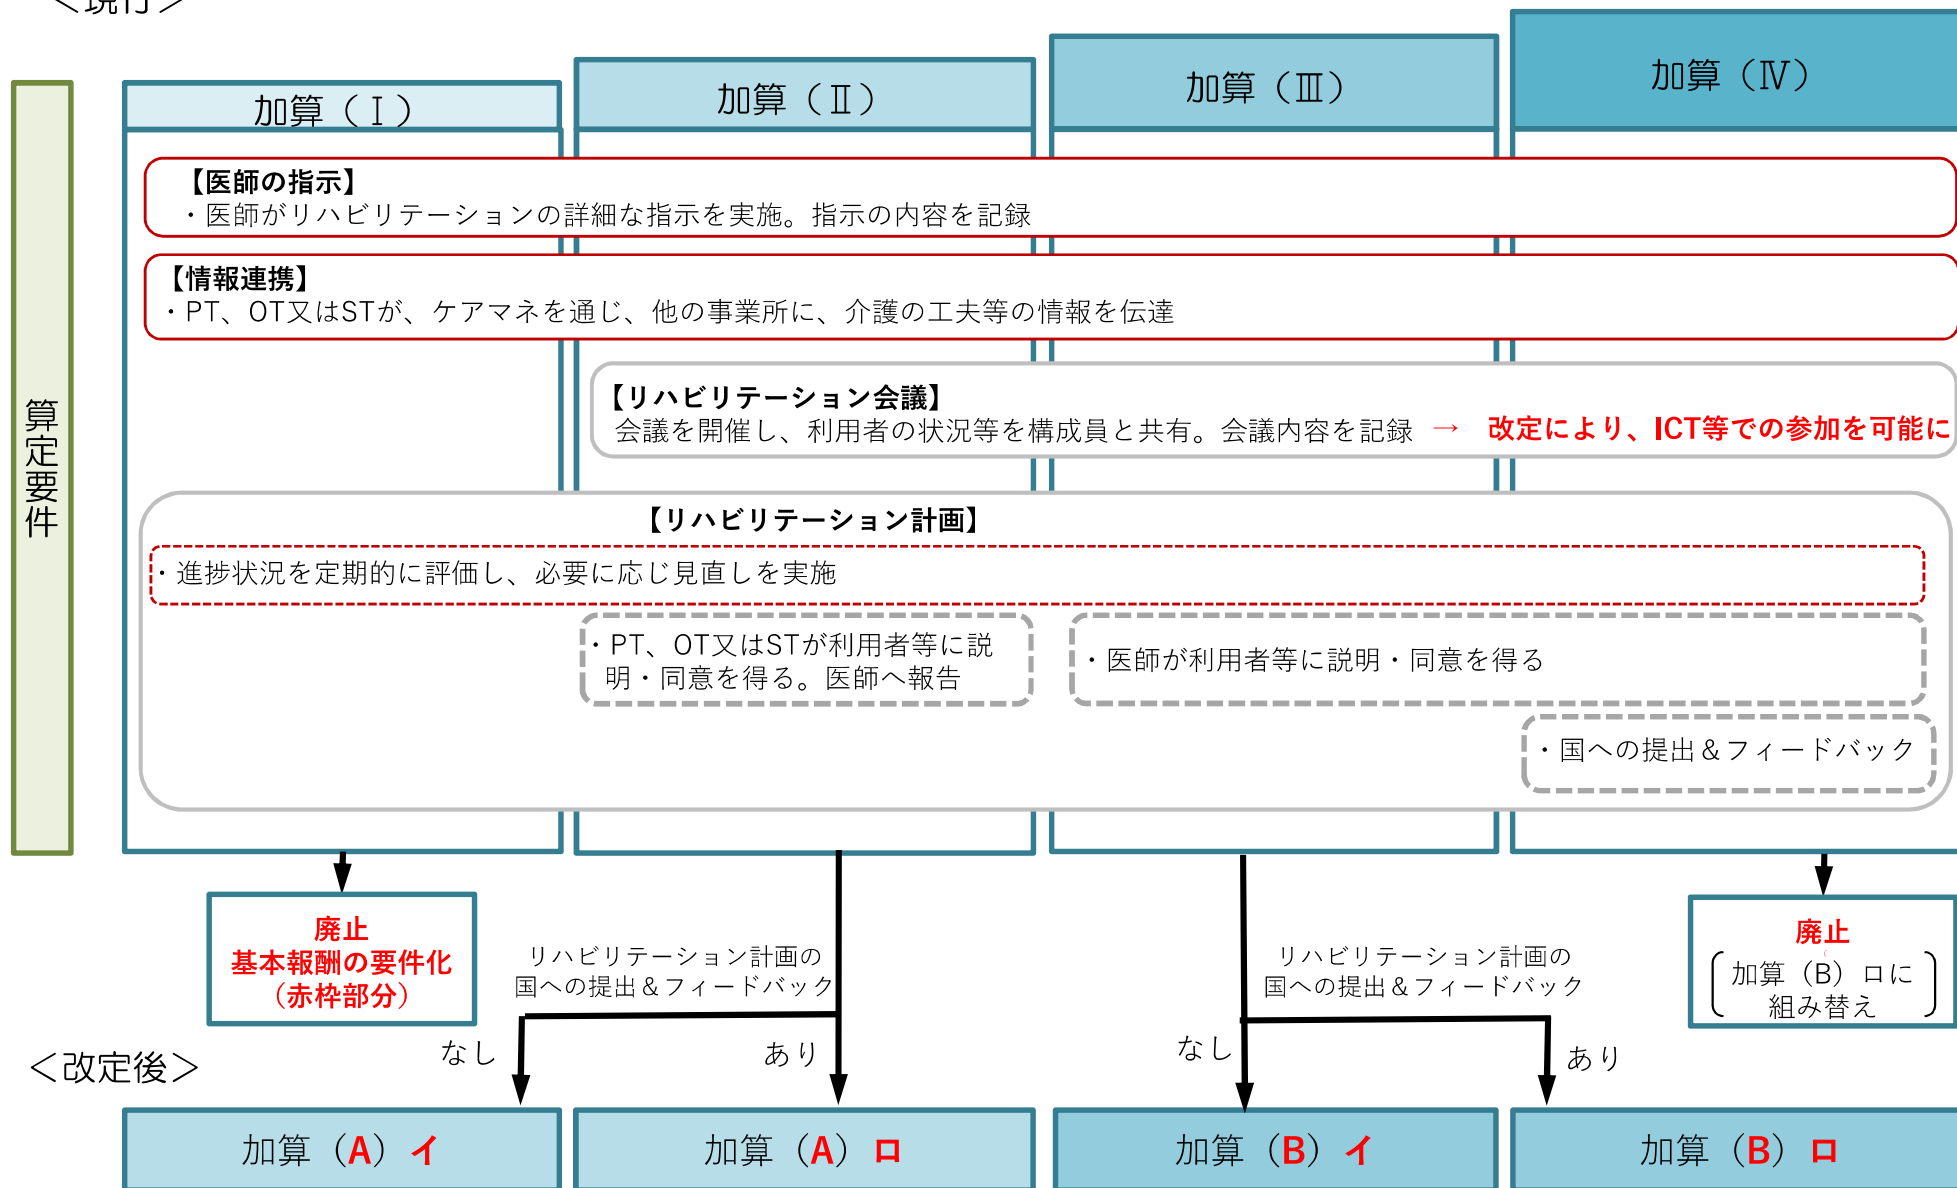 ＜現行＞
加算（Ⅰ）
加算（Ⅱ）
加算（Ⅲ）
加算（Ⅳ）
算定要件
【医師の指示】
・医師がリハビリテーションの詳細な指示を実施。指示の内容を記録
【情報連携】
・PT、OT又はSTが、ケアマネを通じ、他の事業所に、介護の工夫等の情報を伝達
【リハビリテーション会議】
会議を開催し、利用者の状況等を構成員と共有。会議内容を記録 → 改定により、ICT等での参加を可能に
【リハビリテーション計画】
・進捗状況を定期的に評価し、必要に応じ見直しを実施
・PT、OT又はSTが利用者等に説
明・同意を得る。医師へ報告
・医師が利用者等に説明・同意を得る
・国への提出＆フィードバック
廃止
基本報酬の要件化
（赤枠部分）
リハビリテーション計画の
国への提出＆フィードバック
なし
あり
リハビリテーション計画の
国への提出＆フィードバック
なし
あり
廃止
加算（B）ロに
組み替え
＜改定後＞
加算（A）イ
加算（A）ロ
加算（B）イ
加算（B）ロ